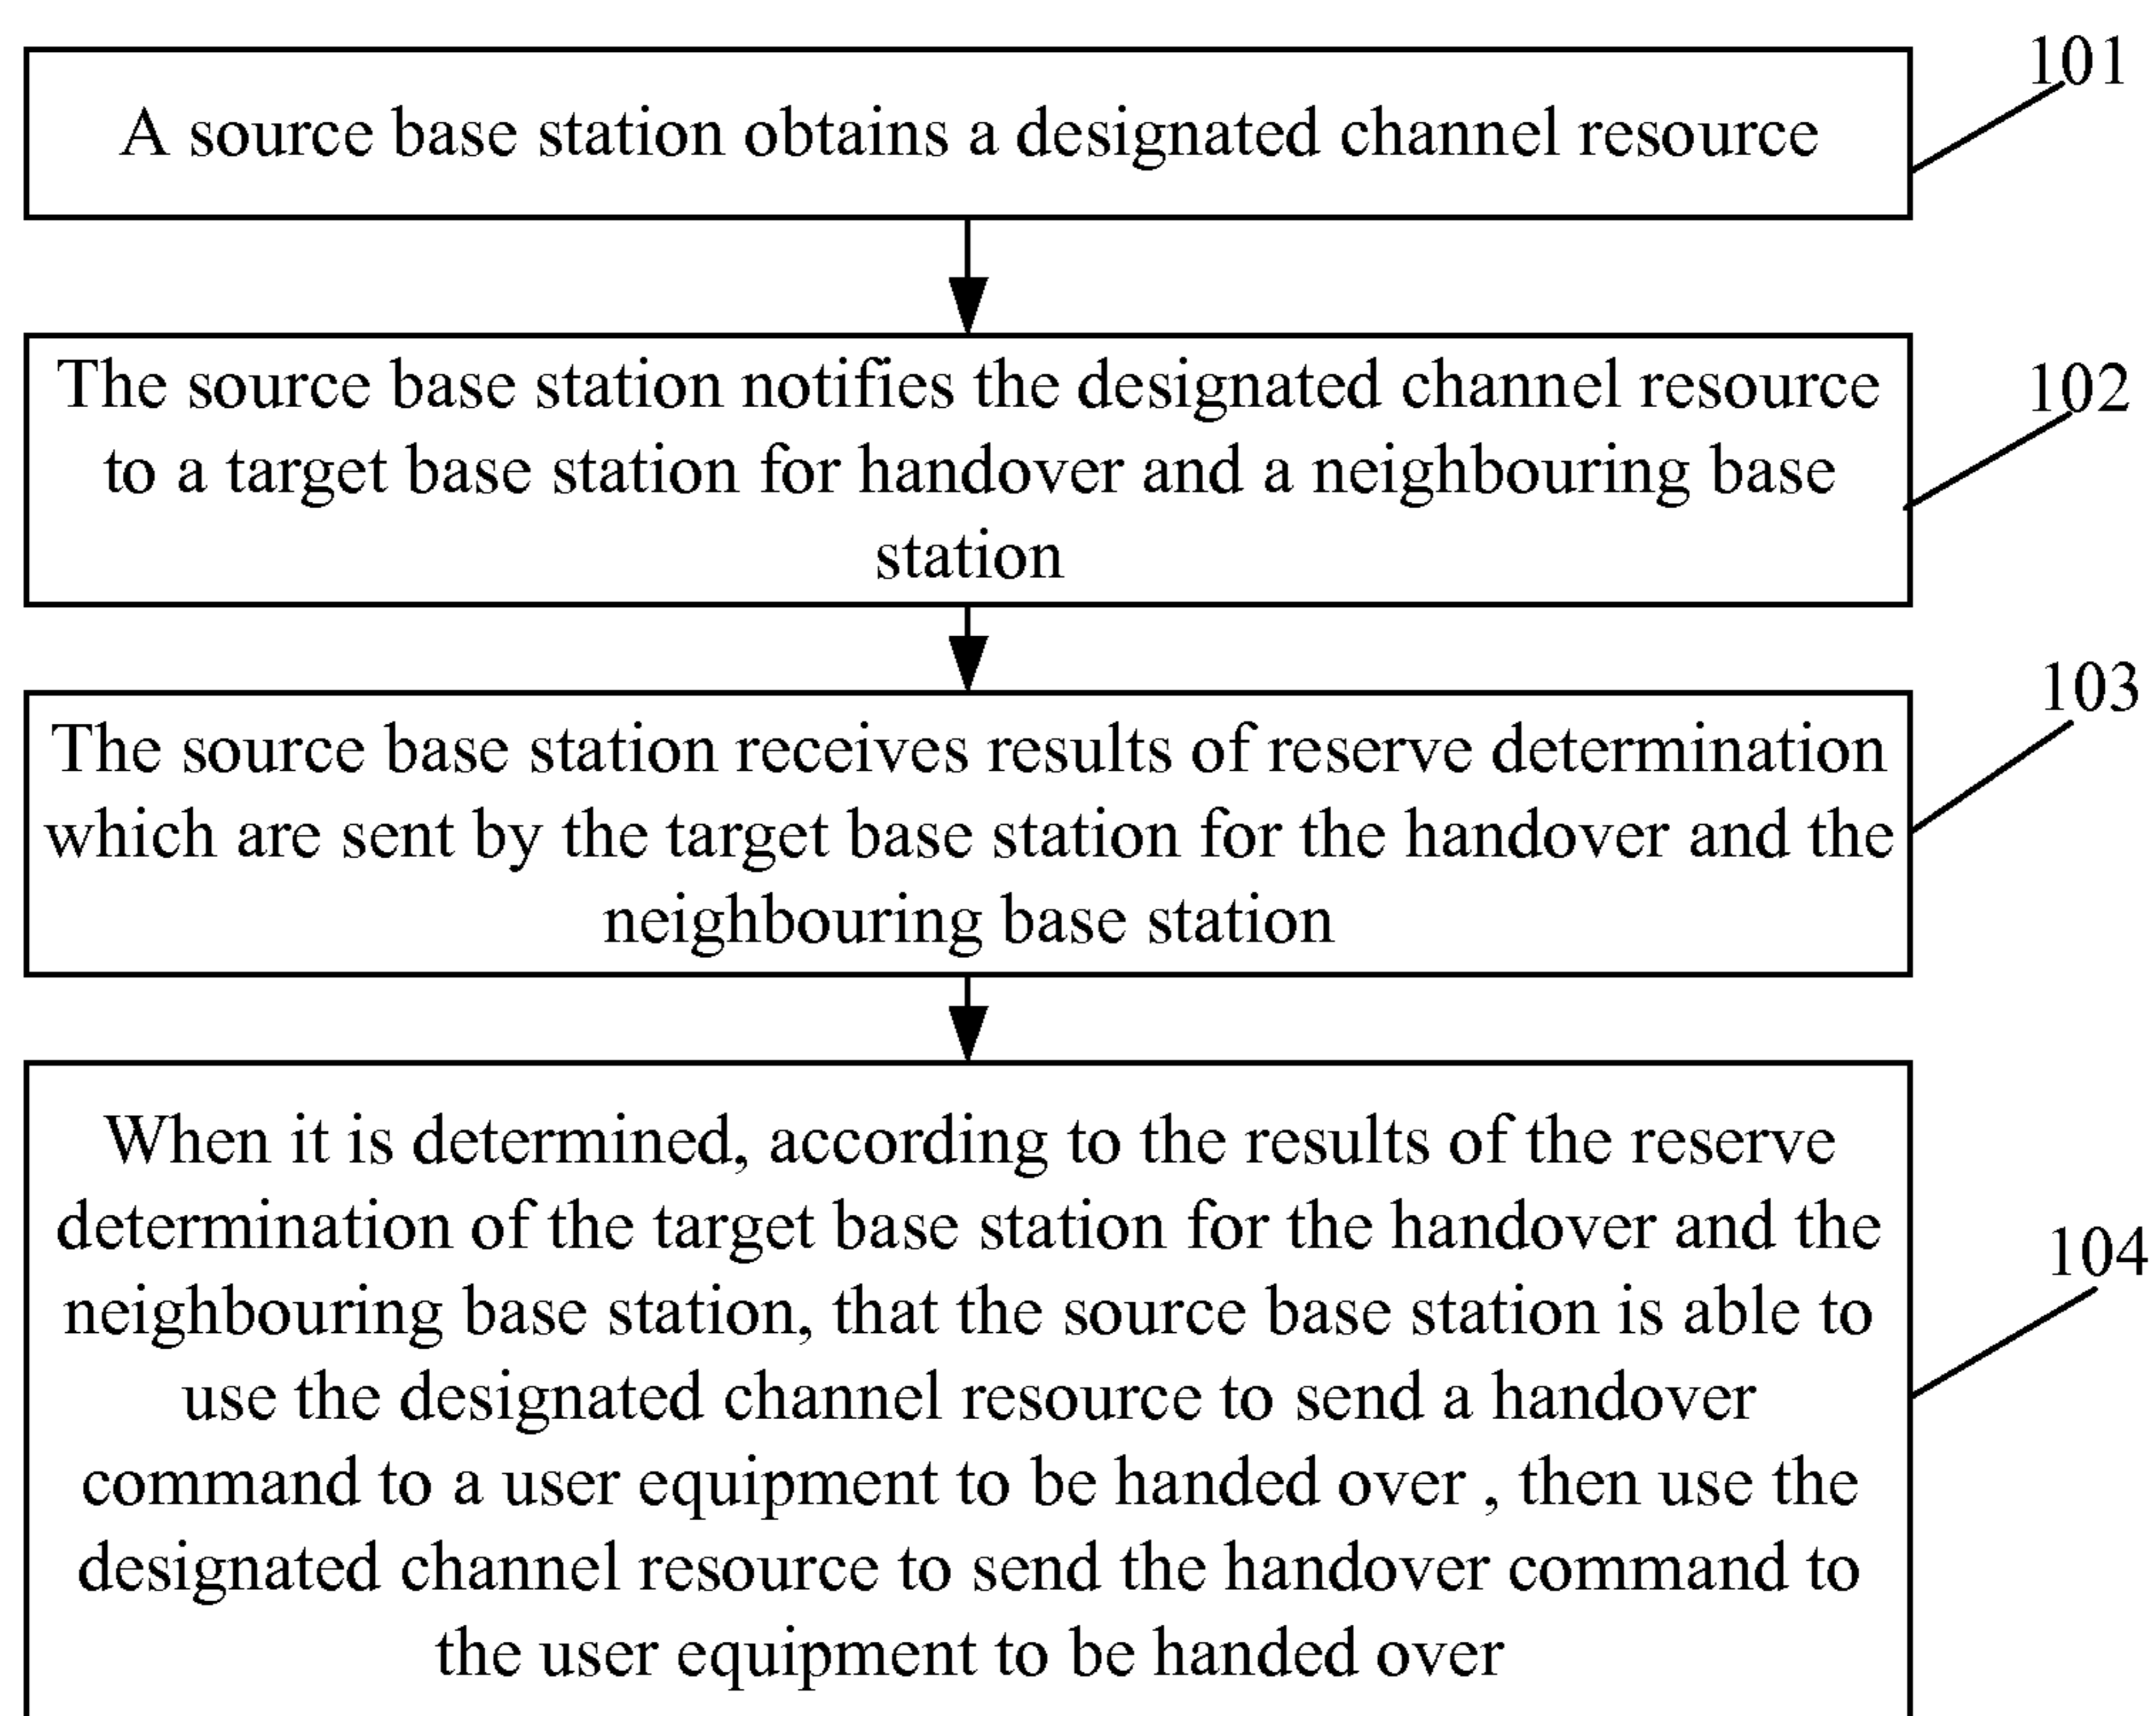 101
A source base station obtains a designated channel resource
102
The source base station notifies the designated channel resource
to a target base station for handover and a neighbouring base
station
103
The source base station receives results of reserve determination
which are sent by the target base station for the handover and the
neighbouring base station
When it is determined, according to the results of the reserve
determination of the target base station for the handover and the
104
neighbouring base station, that the source base station is able to
use the designated channel resource to send a handover
command to a user equipment to be handed over , then use the
designated channel resource to send the handover command to
the user equipment to be handed over